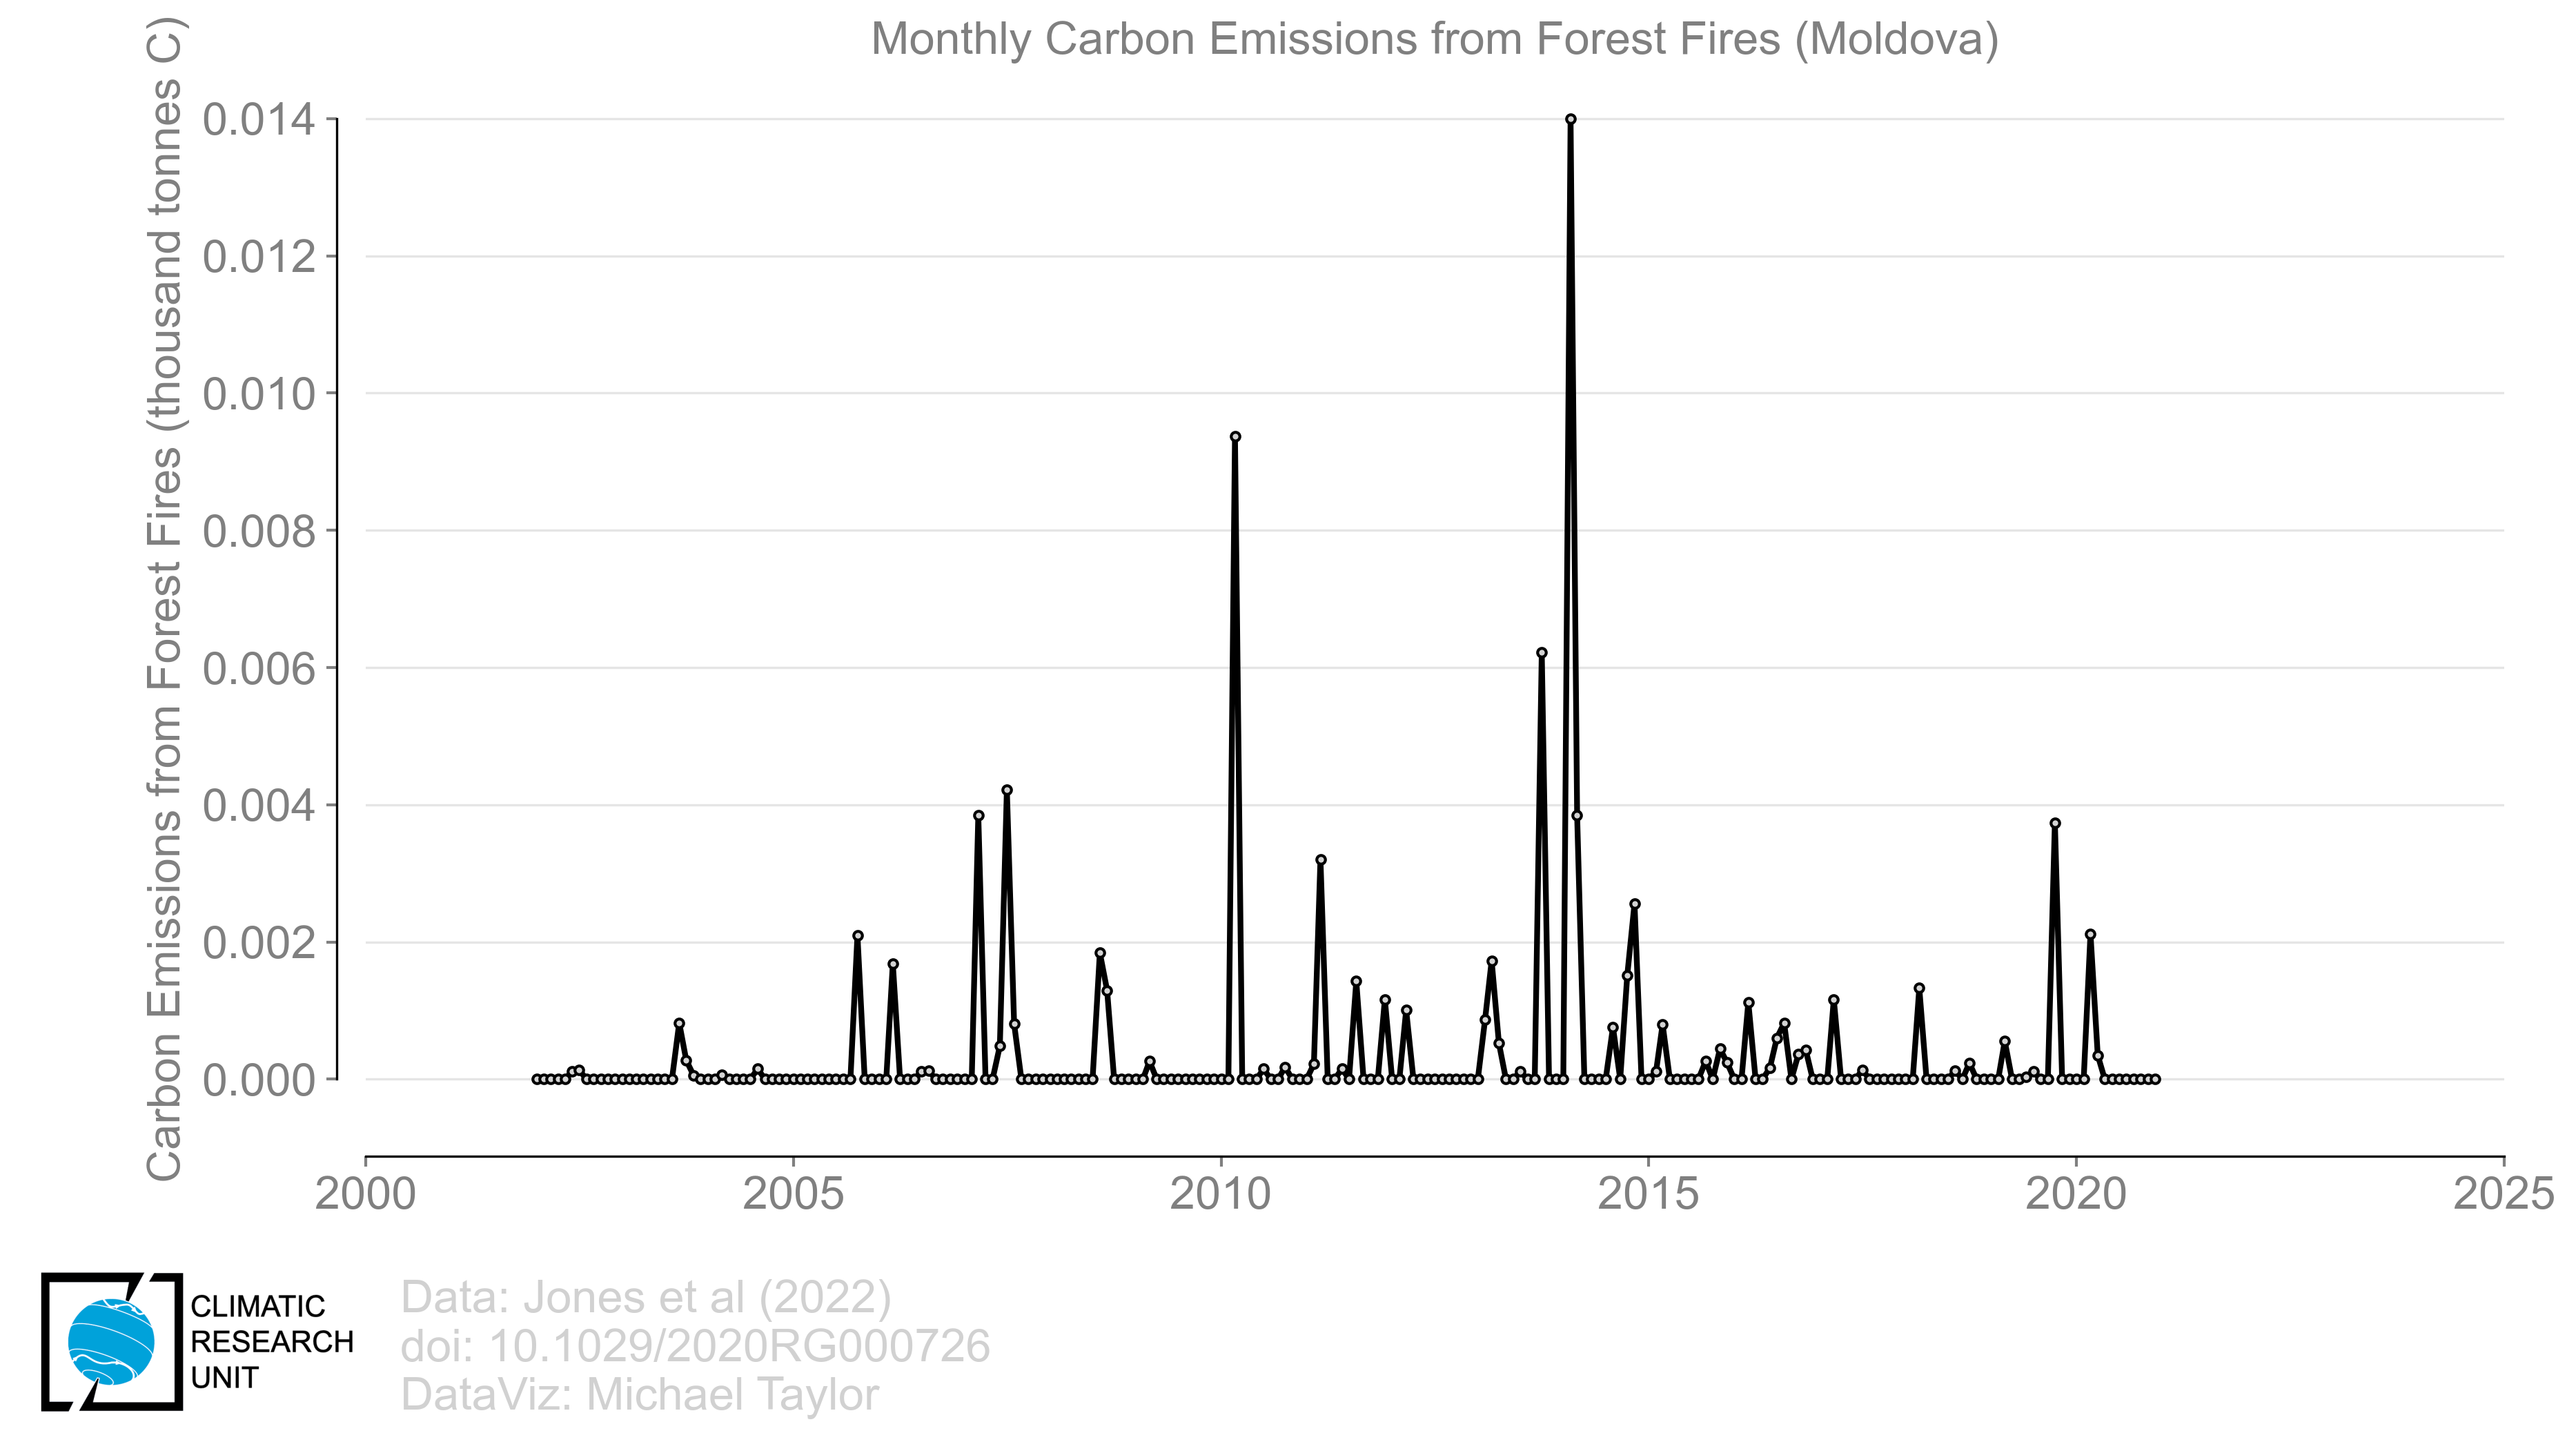 Monthly Carbon Emissions from Forest Fires (Moldova)
Carbon Emissions from Forest Fires (thousand tonnes C)
0.014
0.012
0.010
0.008
0.006
0.004
0.002
0.000
2000 2005 2010 2015 2020 2025
CLIMATIC
RESEARCH
UNIT
Data: Jones et al (2022)
doi: 10.1029/2020RG000726
DataViz: Michael Taylor